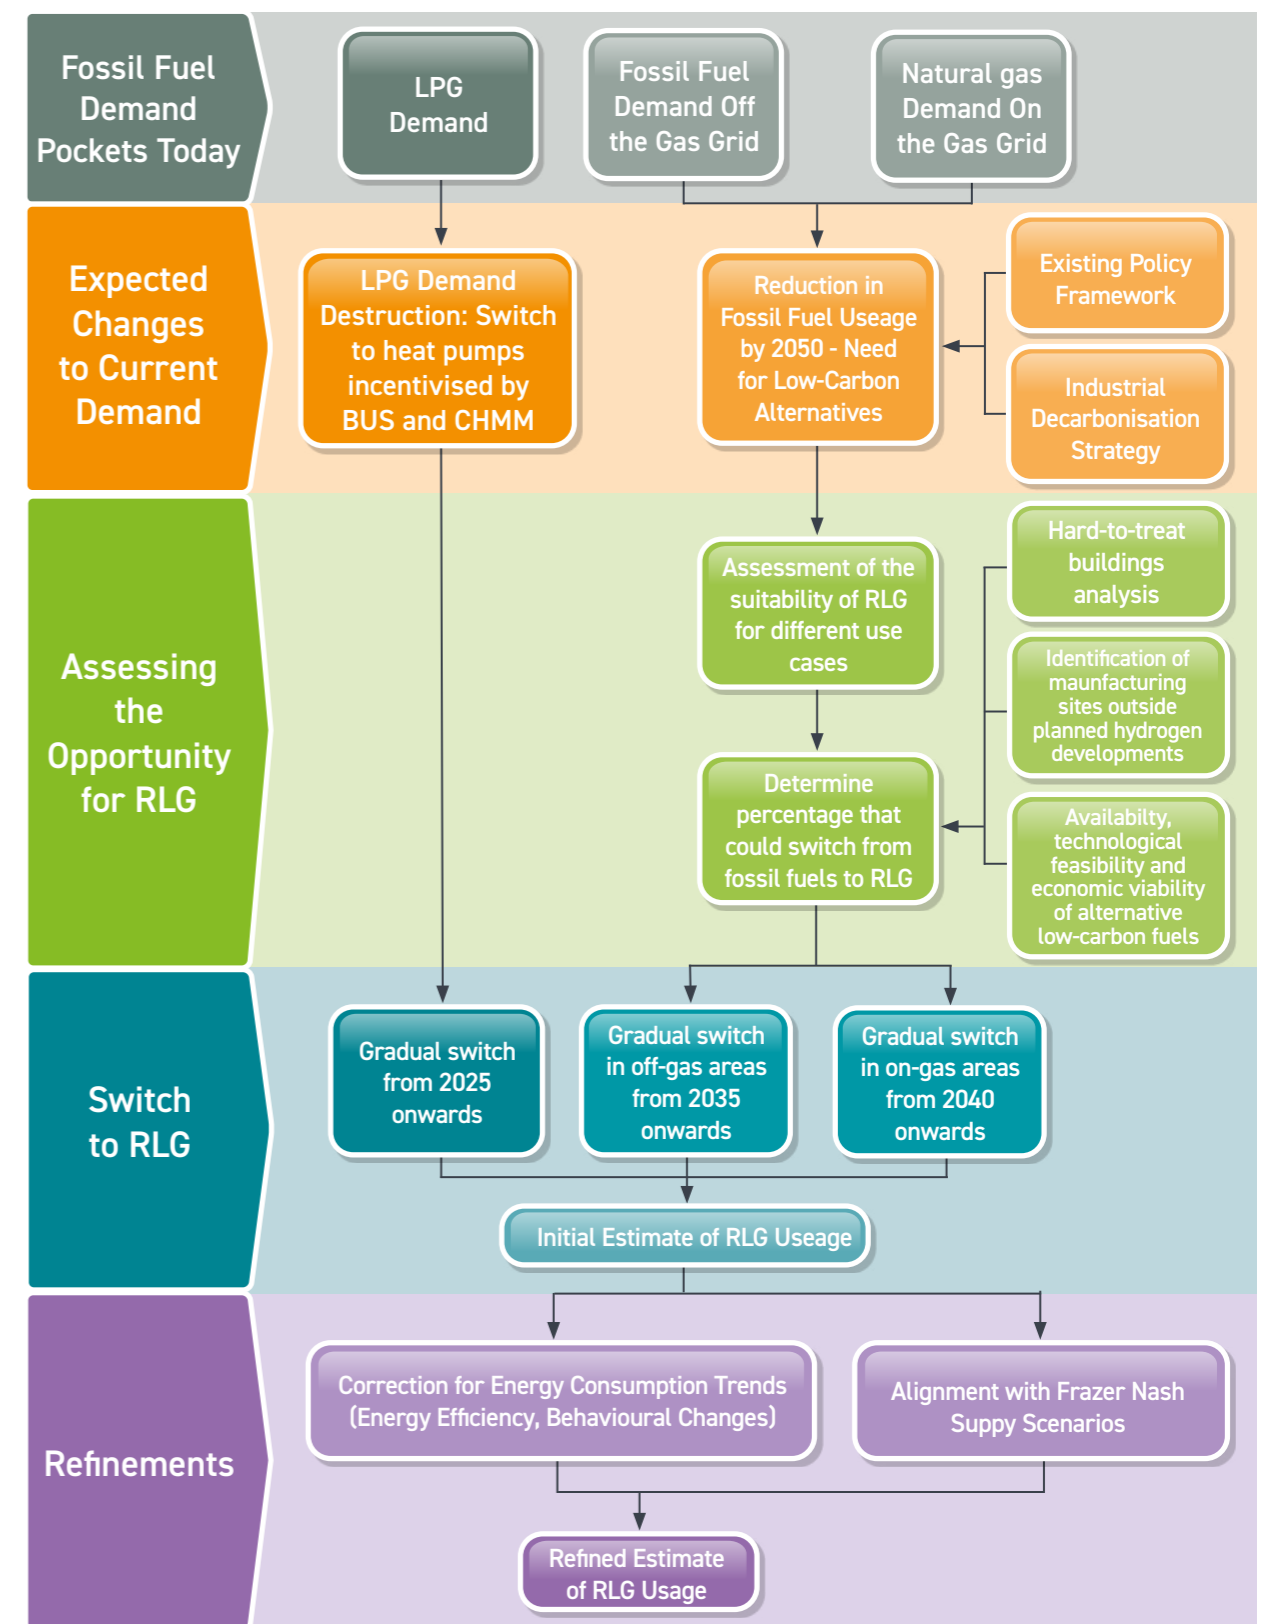 Fossil Fuel
Demand
Pockets Today
LPG
Demand
Fossil Fuel
Demand Off
the Gas Grid
Natural gas
Demand On
the Gas Grid
Expected
Changes
to Current
Demand
LPG Demand
Destruction: Switch
to heat pumps
incentivised by
BUS and CHMM
Reduction in
Fossil Fuel Useage
by 2050 - Need
for Low-Carbon
Alternatives
Existing Policy
Framework
Industrial
Decarbonisation
Strategy
Assessing
the
Opportunity
for RLG
Assessment of the
suitability of RLG
for different use
cases
Determine
percentage that
could switch from
fossil fuels to RLG
Hard-to-treat
buildings
analysis
Identification of
maunfacturing
sites outside
planned hydrogen
developments
Availabilty,
technological
feasibility and
economic viability
of alternative
low-carbon fuels
Switch
to RLG
Gradual switch
from 2025
onwards
Gradual switch
in off-gas areas
from 2035
onwards
Gradual switch
in on-gas areas
from 2040
onwards
Initial Estimate of RLG Useage
Refinements
Correction for Energy Consumption Trends
(Energy Efficiency, Behavioural Changes)
Alignment with Frazer Nash
Suppy Scenarios
Refined Estimate
of RLG Usage